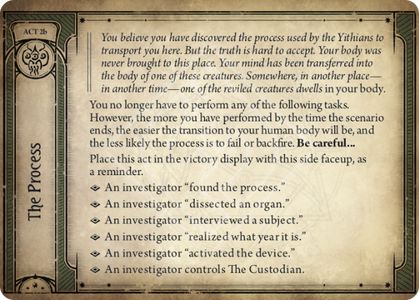 ACT 2b
The Process
You believe you have discovered the process used by the Yithians to
transport you here. But the truth is hard to accept. Your body was
never brought to this place. Your mind has been transferred into
the body of one of these creatures. Somewhere, in another place—
in another time—one of the reviled creatures dwells in your body.
You no longer have to perform any of the following tasks.
However, the more you have performed by the time the scenario
ends, the easier the transition to your human body will be, and
the less likely the process is to fail or backfire. Be careful...
Place this act in the victory display with this side faceup, as
a reminder.
An investigator “found the process.”
An investigator “dissected an organ.”
An investigator “interviewed a subject.”
An investigator “realized what year it is.”
An investigator “activated the device.”
An investigator controls The Custodian.